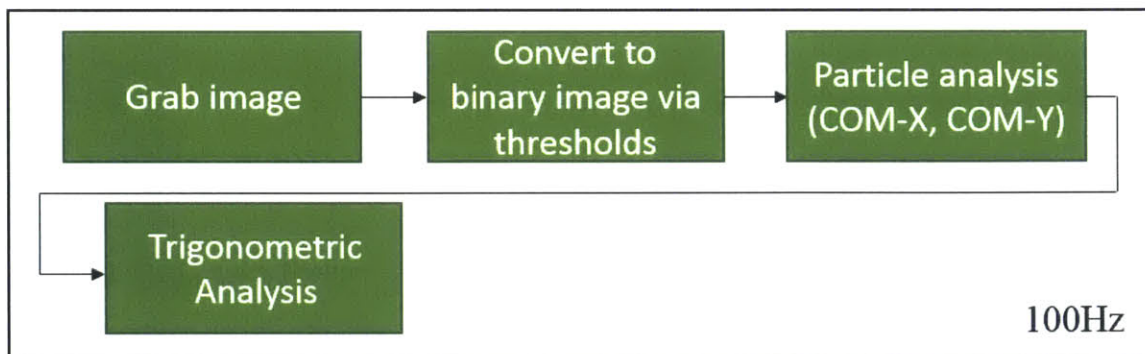 Grab image
Convert to
binary image via
thresholds
Particle analysis
(COM-X, COM-Y)
Trigonometric
Analysis
100Hz